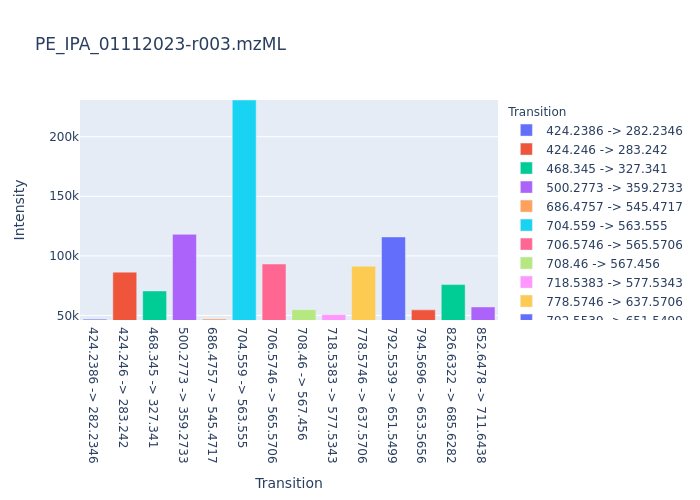 PE_IPA_01112023-r003.mzML
Intensity
200k
150k
100k
50k
424.2386 -> 282.2346
424.246 -> 283.242
468.345 -> 327.341
500.2773 -> 359.2733
686.4757 -> 545.4717
704.559 -> 563.555
706.5746 -> 565.5706
708.46 -> 567.456
718.5383 -> 577.5343
778.5746 -> 637.5706
792.5539 -> 651.5499
794.5696 -> 653.5656
826.6322 -> 685.6282
852.6478 -> 711.6438
Transition
Transition
424.2386 -> 282.2346
424.246 -> 283.242
468.345 -> 327.341
500.2773 -> 359.2733
686.4757 -> 545.4717
704.559 -> 563.555
706.5746 -> 565.5706
708.46 -> 567.456
718.5383 -> 577.5343
778.5746 -> 637.5706
792.5539 -> 651.5499